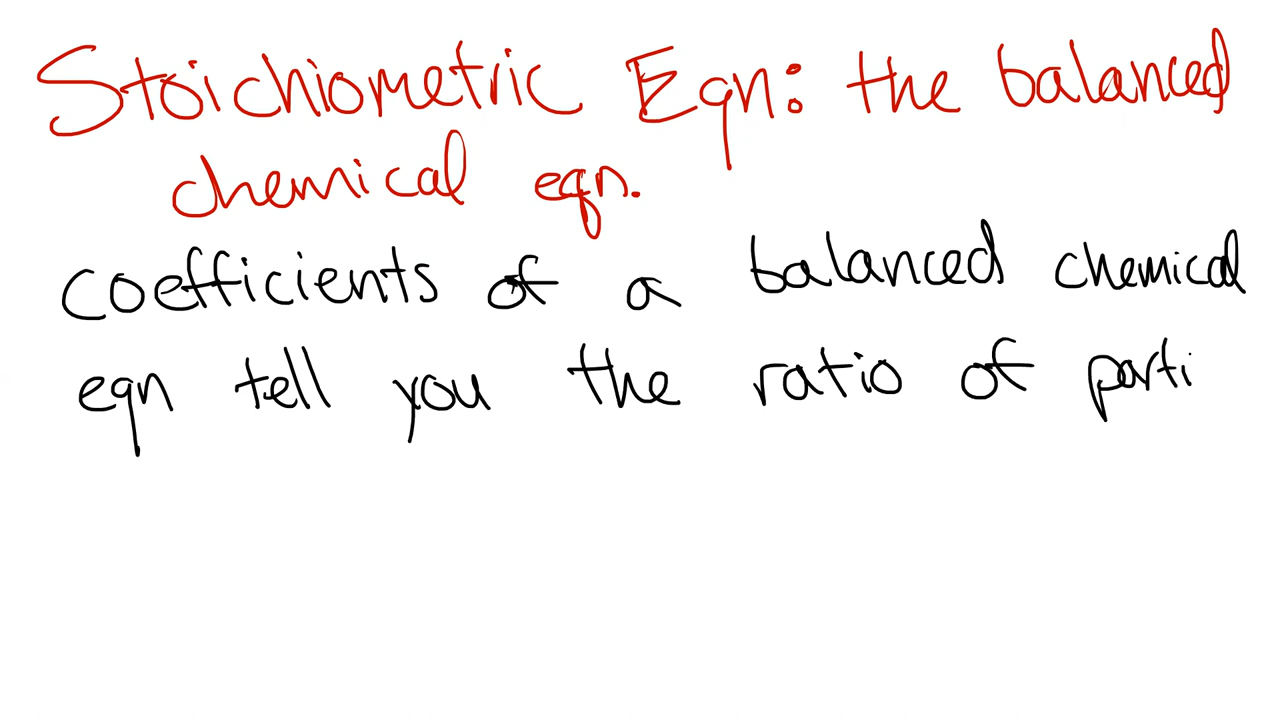 Stoichiometric Eqn: the balanced
chemical eqn.
coefficients of a balanced chemical
eqn tell you the ratio of parti